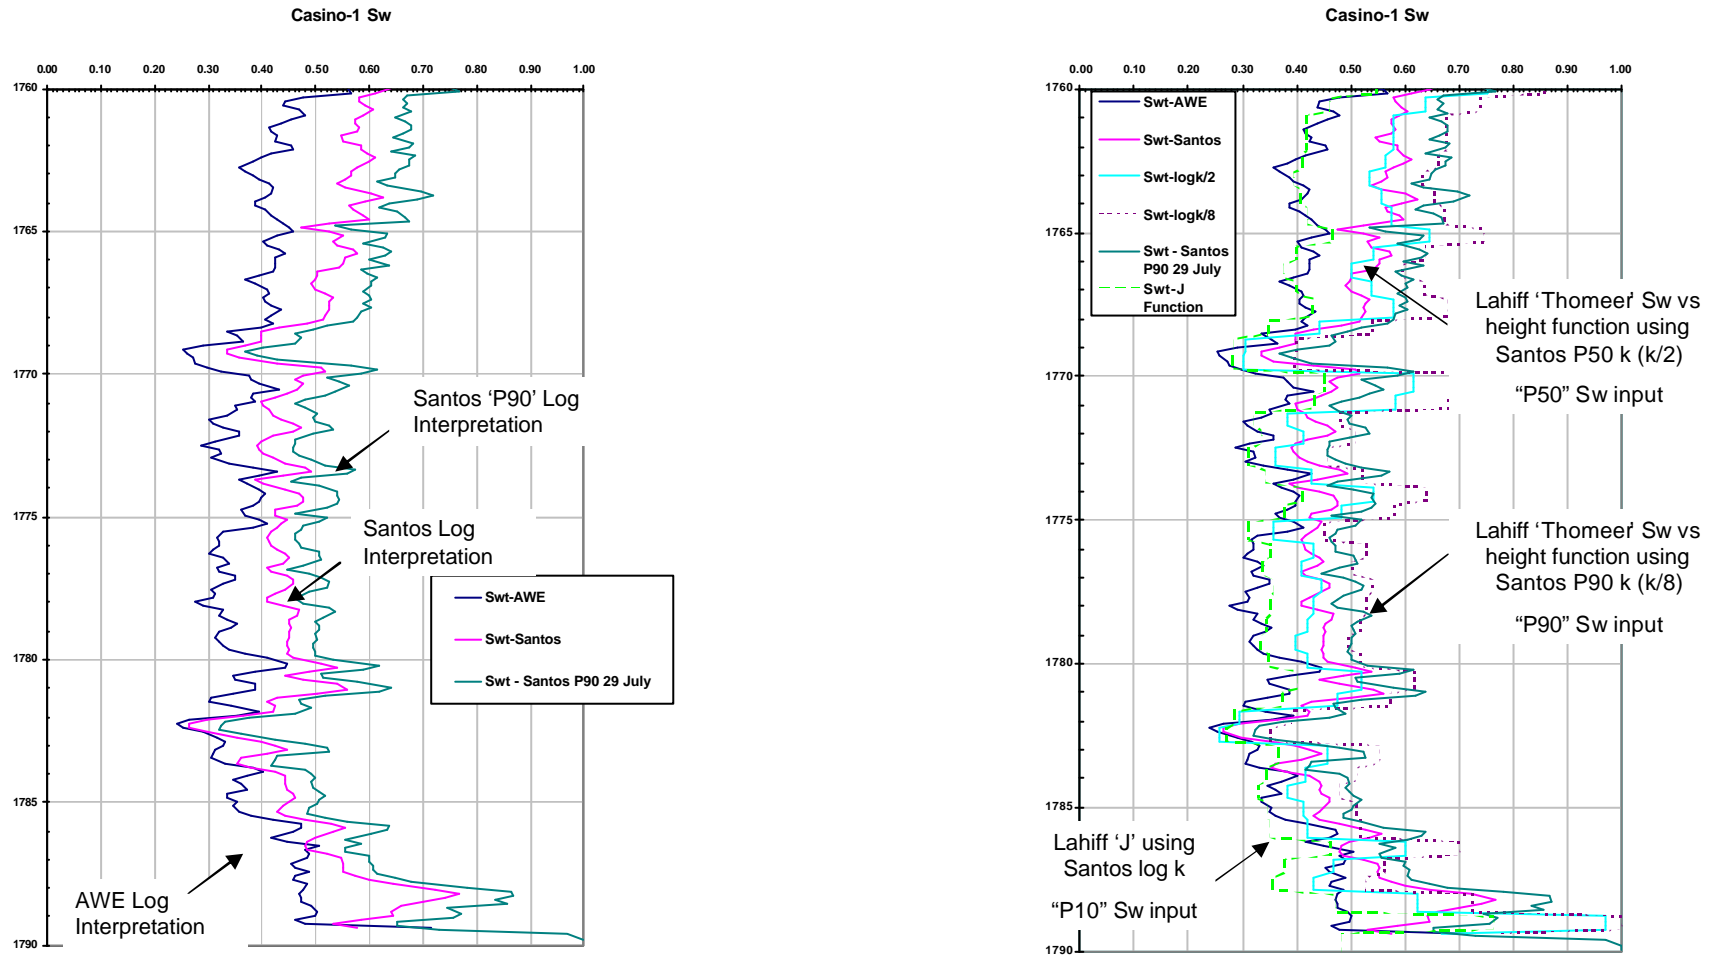 Casino-1 Sw
0.00 0.10 0.20 0.30 0.40 0.50 0.60 0.70 0.80 0.90 1.00
1760
1765
1770
1775
1780
1785
1790
Santos ‘P90’ Log
Interpretation
Santos Log
Interpretation
Swt-AWE
Swt-Santos
Swt - Santos P90 29 July
AWE Log
Interpretation
Casino-1 Sw
0.00 0.10 0.20 0.30 0.40 0.50 0.60 0.70 0.80 0.90 1.00
1760
1765
1770
1775
1780
1785
1790
Swt-AWE
Swt-Santos
Swt-logk/2
Swt-logk/8
Swt - Santos
P90 29 July
Swt-J
Function
Lahiff ‘Thomeer’ Sw vs
height function using
Santos P50 k (k/2)
“P50” Sw input
Lahiff ‘Thomeer’ Sw vs
height function using
Santos P90 k (k/8)
“P90” Sw input
Lahiff ‘J’ using
Santos log k
“P10” Sw input